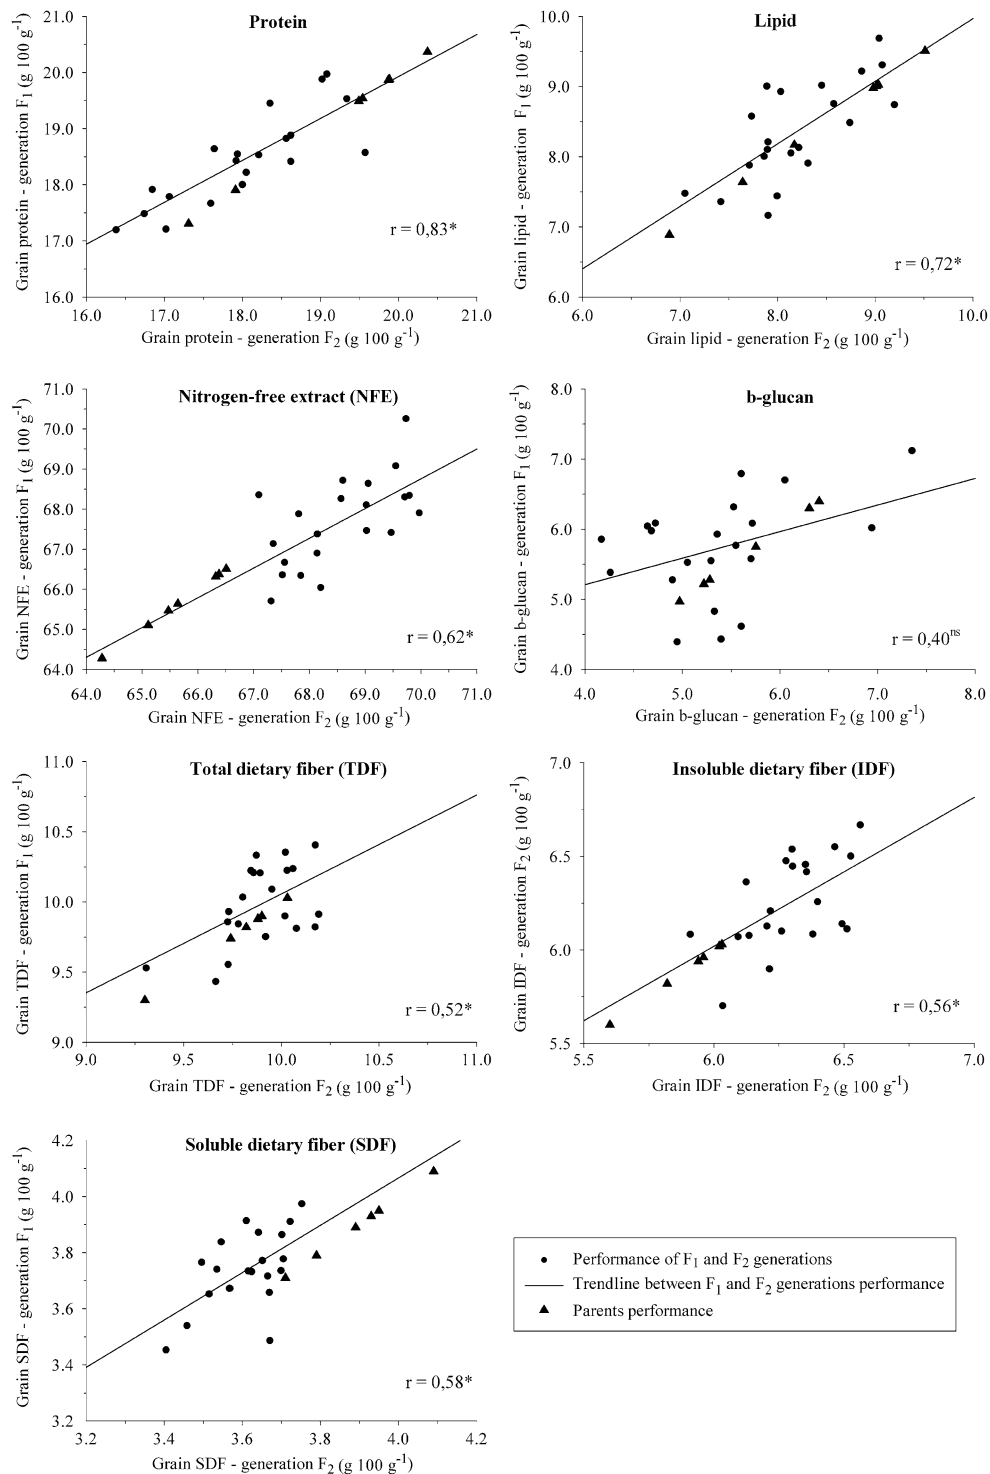 Protein
Grain protein - generation F1 (g 100 g-1)
21.0
20.0
19.0
18.0
17.0
16.0
r = 0,83*
16.0 17.0 18.0 19.0 20.0 21.0
Grain protein - generation F2 (g 100 g-1)
Lipid
Grain lipid - generation F1 (g 100 g-1)
10.0
9.0
8.0
7.0
6.0
r = 0,72*
6.0 7.0 8.0 9.0 10.0
Grain lipid - generation F2 (g 100 g-1)
Nitrogen-free extract (NFE)
Grain NFE - generation F1 (g 100 g-1)
71.0
70.0
69.0
68.0
67.0
66.0
65.0
64.0
r = 0,62*
64.0 65.0 66.0 67.0 68.0 69.0 70.0 71.0
Grain NFE - generation F2 (g 100 g-1)
b-glucan
Grain b-glucan - generation F1 (g 100 g-1)
8.0
7.0
6.0
5.0
4.0
r = 0,40ns
4.0 5.0 6.0 7.0 8.0
Grain b-glucan - generation F2 (g 100 g-1)
Total dietary fiber (TDF)
Grain TDF - generation F1 (g 100 g-1)
11.0
10.5
10.0
9.5
9.0
r = 0,52*
9.0 9.5 10.0 10.5 11.0
Grain TDF - generation F2 (g 100 g-1)
Insoluble dietary fiber (IDF)
Grain IDF - generation F2 (g 100 g-1)
7.0
6.5
6.0
5.5
r = 0,56*
5.5 6.0 6.5 7.0
Grain IDF - generation F2 (g 100 g-1)
Soluble dietary fiber (SDF)
Grain SDF - generation F1 (g 100 g-1)
4.2
4.0
3.8
3.6
3.4
3.2
r = 0,58*
3.2 3.4 3.6 3.8 4.0 4.2
Grain SDF - generation F2 (g 100 g-1)
Performance of F1 and F2 generations
Trendline between F1 and F2 generations performance
Parents performance